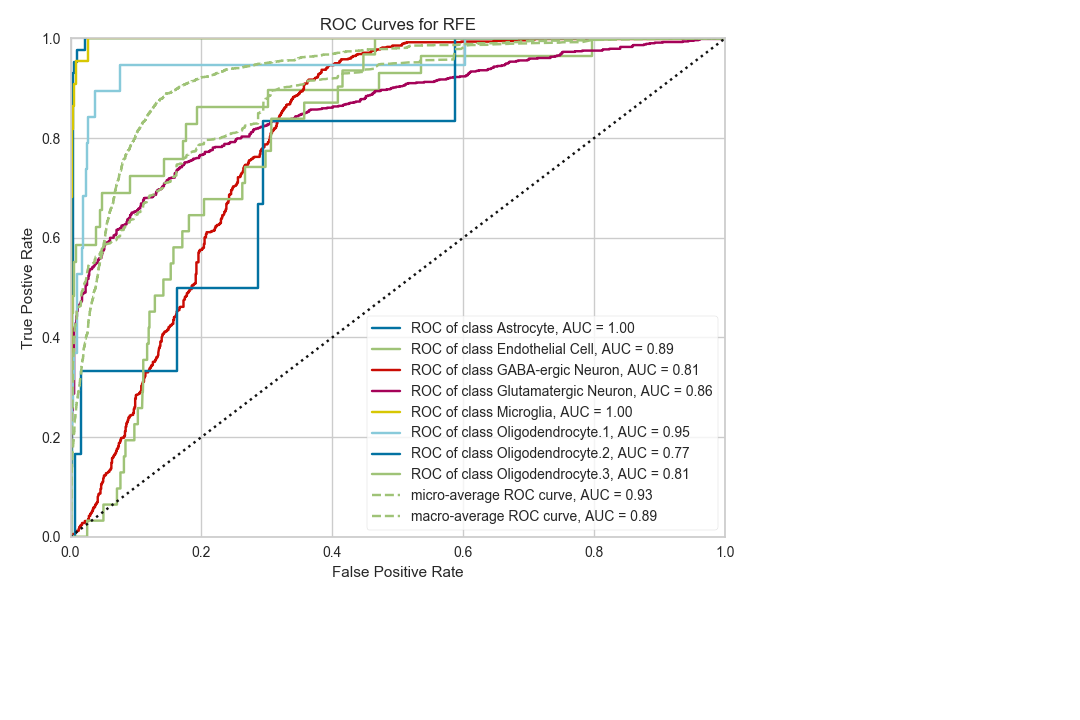 ROC Curves for RFE
True Postive Rate
1.0
0.8
0.6
0.4
0.2
0.0
ROC of class Astrocyte, AUC = 1.00
ROC of class Endothelial Cell, AUC = 0.89
ROC of class GABA-ergic Neuron, AUC = 0.81
ROC of class Glutamatergic Neuron, AUC = 0.86
ROC of class Microglia, AUC = 1.00
ROC of class Oligodendrocyte.1, AUC = 0.95
ROC of class Oligodendrocyte.2, AUC = 0.77
ROC of class Oligodendrocyte.3, AUC = 0.81
micro-average ROC curve, AUC = 0.93
macro-average ROC curve, AUC = 0.89
0.0 0.2 0.4 0.6 0.8 1.0
False Positive Rate